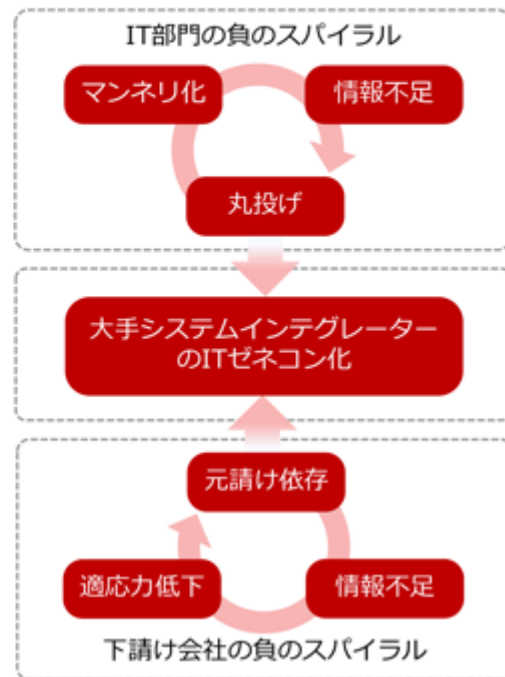 IT部門の負のスパイラル
マンネリ化
情報不足
丸投げ
大手システムインテグレーター
のITゼネコン化
元請け依存
適応力低下
情報不足
下請け会社の負のスパイラル